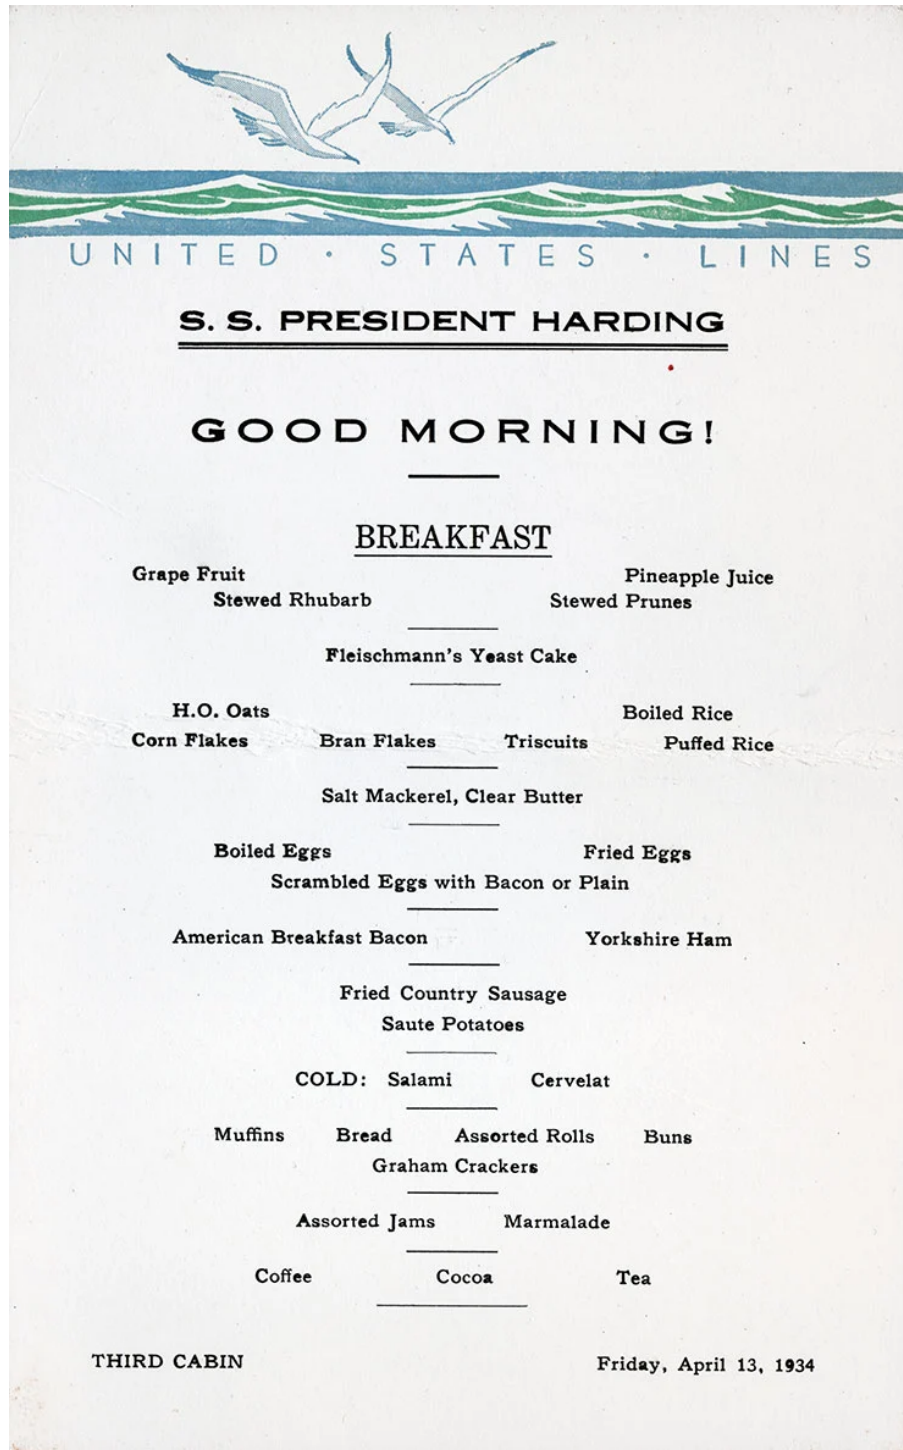 UNITED · STATES · LINES
S. S. PRESIDENT HARDING
GOOD MORNING!
BREAKFAST
Grape Fruit Pineapple Juice
Stewed Rhubarb Stewed Prunes
Fleischmann's Yeast Cake
H.O. Oats Boiled Rice
Corn Flakes Bran Flakes Triscuits Puffed Rice
Salt Mackerel, Clear Butter
Boiled Eggs Fried Eggs
Scrambled Eggs with Bacon or Plain
American Breakfast Bacon Yorkshire Ham
Fried Country Sausage
Saute Potatoes
COLD: Salami Cervelat
Muffins Bread Assorted Rolls Buns
Graham Crackers
Assorted Jams Marmalade
Coffee Cocoa Tea
THIRD CABIN Friday, April 13, 1934